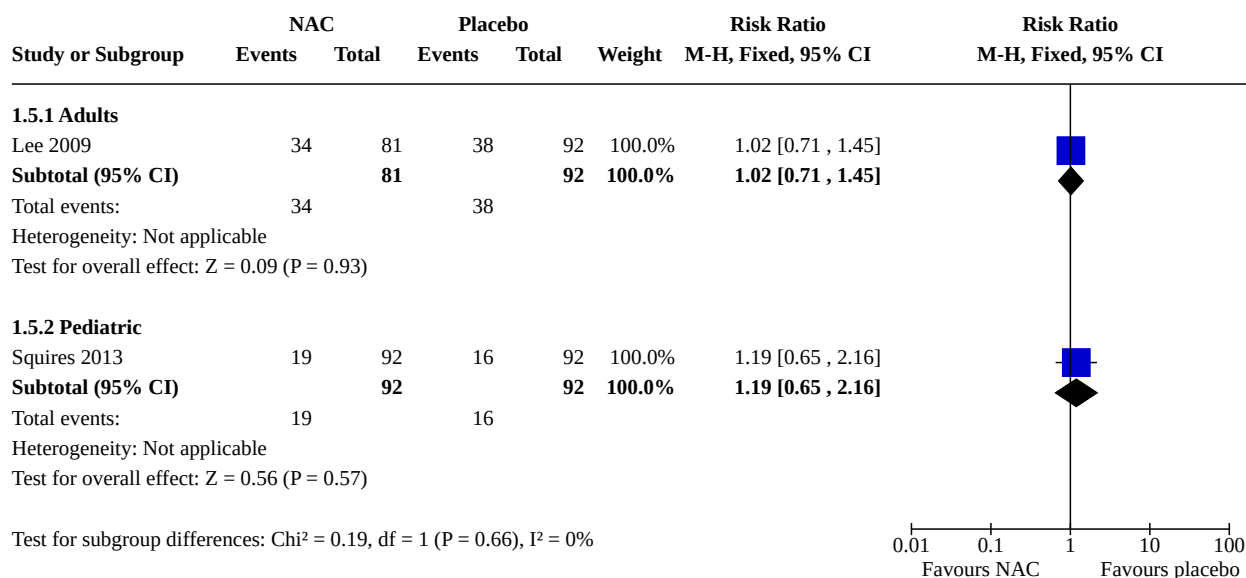 NAC Placebo Risk Ratio Risk Ratio
Study or Subgroup Events Total Events Total Weight M-H, Fixed, 95% CI M-H, Fixed, 95% CI
1.5.1 Adults
Lee 2009 34 81 38 92 100.0% 1.02 [0.71 , 1.45]
Subtotal (95% CI) 81 92 100.0% 1.02 [0.71 , 1.45]
Total events: 34 38
Heterogeneity: Not applicable
Test for overall effect: Z = 0.09 (P = 0.93)
1.5.2 Pediatric
Squires 2013 19 92 16 92 100.0% 1.19 [0.65 , 2.16]
Subtotal (95% CI) 92 92 100.0% 1.19 [0.65 , 2.16]
Total events: 19 16
Heterogeneity: Not applicable
Test for overall effect: Z = 0.56 (P = 0.57)
Test for subgroup differences: Chi² = 0.19, df = 1 (P = 0.66), I² = 0%
0.01 0.1 1 10 100
Favours NAC Favours placebo